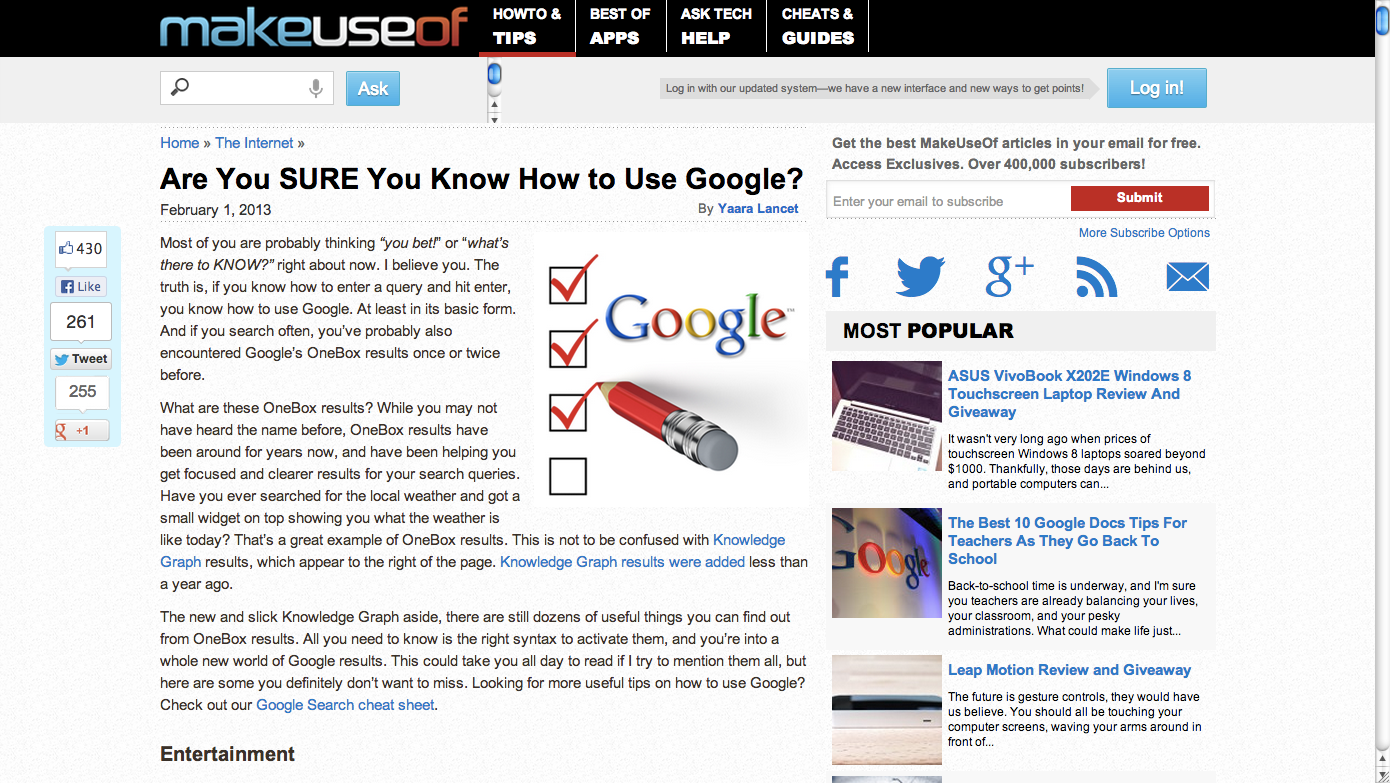 makeuseof
HOWTO &
TIPS
BEST OF
APPS
ASK TECH
HELP
CHEATS &
GUIDES
Ask
Log in with our updated system—we have a new interface and new ways to get points!
Log in!
Home » The Internet »
Are You SURE You Know How to Use Google?
February 1, 2013
By Yaara Lancet
430
Like
261
Tweet
255
+1
Most of you are probably thinking “you bet!” or “what’s
there to KNOW?” right about now. I believe you. The
truth is, if you know how to enter a query and hit enter,
you know how to use Google. At least in its basic form.
And if you search often, you’ve probably also
encountered Google’s OneBox results once or twice
before.
Google™
What are these OneBox results? While you may not
have heard the name before, OneBox results have
been around for years now, and have been helping you
get focused and clearer results for your search queries.
Have you ever searched for the local weather and got a
small widget on top showing you what the weather is
like today? That’s a great example of OneBox results. This is not to be confused with Knowledge
Graph results, which appear to the right of the page. Knowledge Graph results were added less than
a year ago.
The new and slick Knowledge Graph aside, there are still dozens of useful things you can find out
from OneBox results. All you need to know is the right syntax to activate them, and you’re into a
whole new world of Google results. This could take you all day to read if I try to mention them all, but
here are some you definitely don’t want to miss. Looking for more useful tips on how to use Google?
Check out our Google Search cheat sheet.
Entertainment
Get the best MakeUseOf articles in your email for free.
Access Exclusives. Over 400,000 subscribers!
Enter your email to subscribe
Submit
More Subscribe Options
MOST POPULAR
ASUS VivoBook X202E Windows 8
Touchscreen Laptop Review And
Giveaway
It wasn't very long ago when prices of
touchscreen Windows 8 laptops soared beyond
$1000. Thankfully, those days are behind us,
and portable computers can...
Google
The Best 10 Google Docs Tips For
Teachers As They Go Back To
School
Back-to-school time is underway, and I'm sure
you teachers are already balancing your lives,
your classroom, and your pesky
administrations. What could make life just...
Leap Motion Review and Giveaway
The future is gesture controls, they would have
us believe. You should all be touching your
computer screens, waving your arms around in
front of...